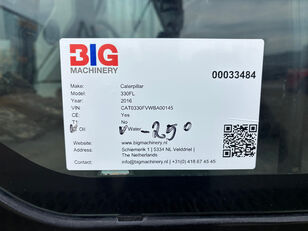 BIG
MACHINERY
00033484
Make: Caterpillar
Model: 330FL
Year: 2016
VIN: CAT0330FVWBA00145
CE: Yes
T1: No
Oil Water -25°
Website: www.bigmachinery.nl
Address: Schiemerik 1 | 5334 NL Velddriel |
The Netherlands
Contact: info@bigmachinery.nl | +31(0) 418 67 45 45